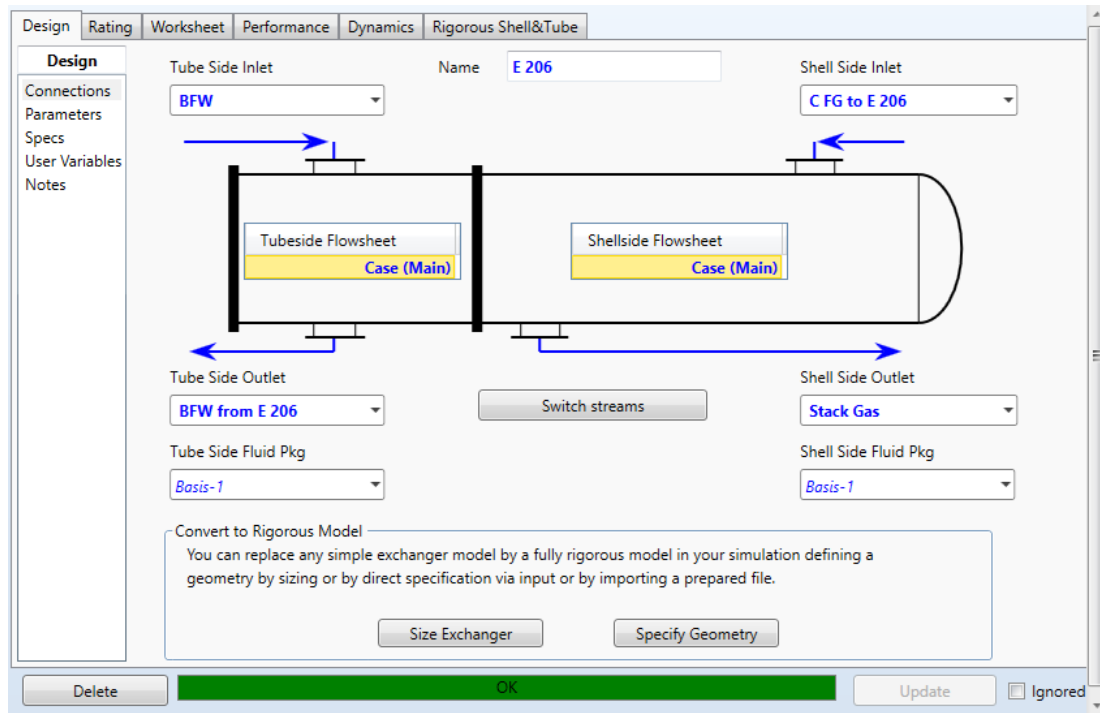 Design Rating Worksheet Performance Dynamics Rigorous Shell&Tube
Design
Connections
Parameters
Specs
User Variables
Notes
Tube Side Inlet
BFW
Name E 206
Shell Side Inlet
C FG to E 206
Tubeside Flowsheet
Case (Main)
Shellside Flowsheet
Case (Main)
Tube Side Outlet
BFW from E 206
Switch streams
Shell Side Outlet
Stack Gas
Tube Side Fluid Pkg
Basis-1
Shell Side Fluid Pkg
Basis-1
Convert to Rigorous Model
You can replace any simple exchanger model by a fully rigorous model in your simulation defining a
geometry by sizing or by direct specification via input or by importing a prepared file.
Size Exchanger Specify Geometry
Delete OK Update Ignored